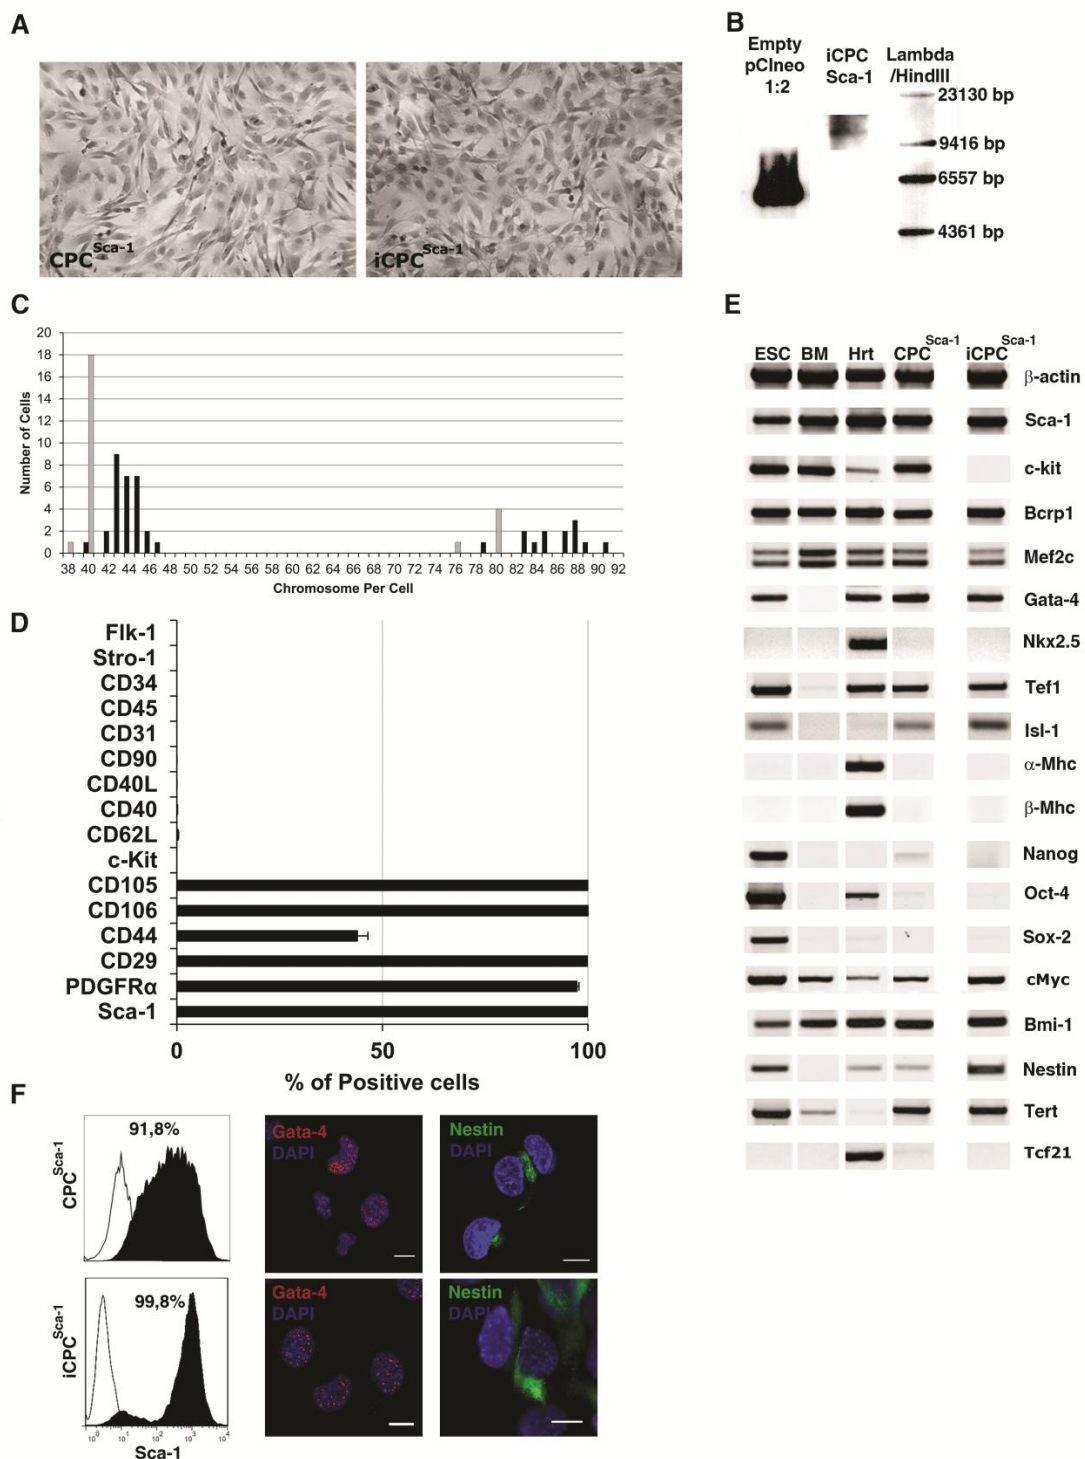 A
CPC Sca-1
iCPC Sca-1
B
Empty
pCIneo
1:2
iCPC
Sca-1
Lambda
/HindIII
23130 bp
9416 bp
6557 bp
4361 bp
C
Number of Cells
20
18
16
14
12
10
8
6
4
2
0
38 40 42 44 46 48 50 52 54 56 58 60 62 64 66 68 70 72 74 76 78 80 82 84 86 88 90 92
Chromosome Per Cell
D
Flk-1
Stro-1
CD34
CD45
CD31
CD90
CD40L
CD40
CD62L
c-Kit
CD105
CD106
CD44
CD29
PDGFRα
Sca-1
0 50 100
% of Positive cells
E
ESC BM Hrt CPC Sca-1 iCPC Sca-1
β-actin
Sca-1
c-kit
Bcrp1
Mef2c
Gata-4
Nkx2.5
Tef1
Isl-1
α-Mhc
β-Mhc
Nanog
Oct-4
Sox-2
cMyc
Bmi-1
Nestin
Tert
Tcf21
F
CPC Sca-1
91,8%
Gata-4
DAPI
Nestin
DAPI
iCPC Sca-1
99,8%
Gata-4
DAPI
Nestin
DAPI
10⁰ 10¹ 10² 10³ 10⁴
Sca-1